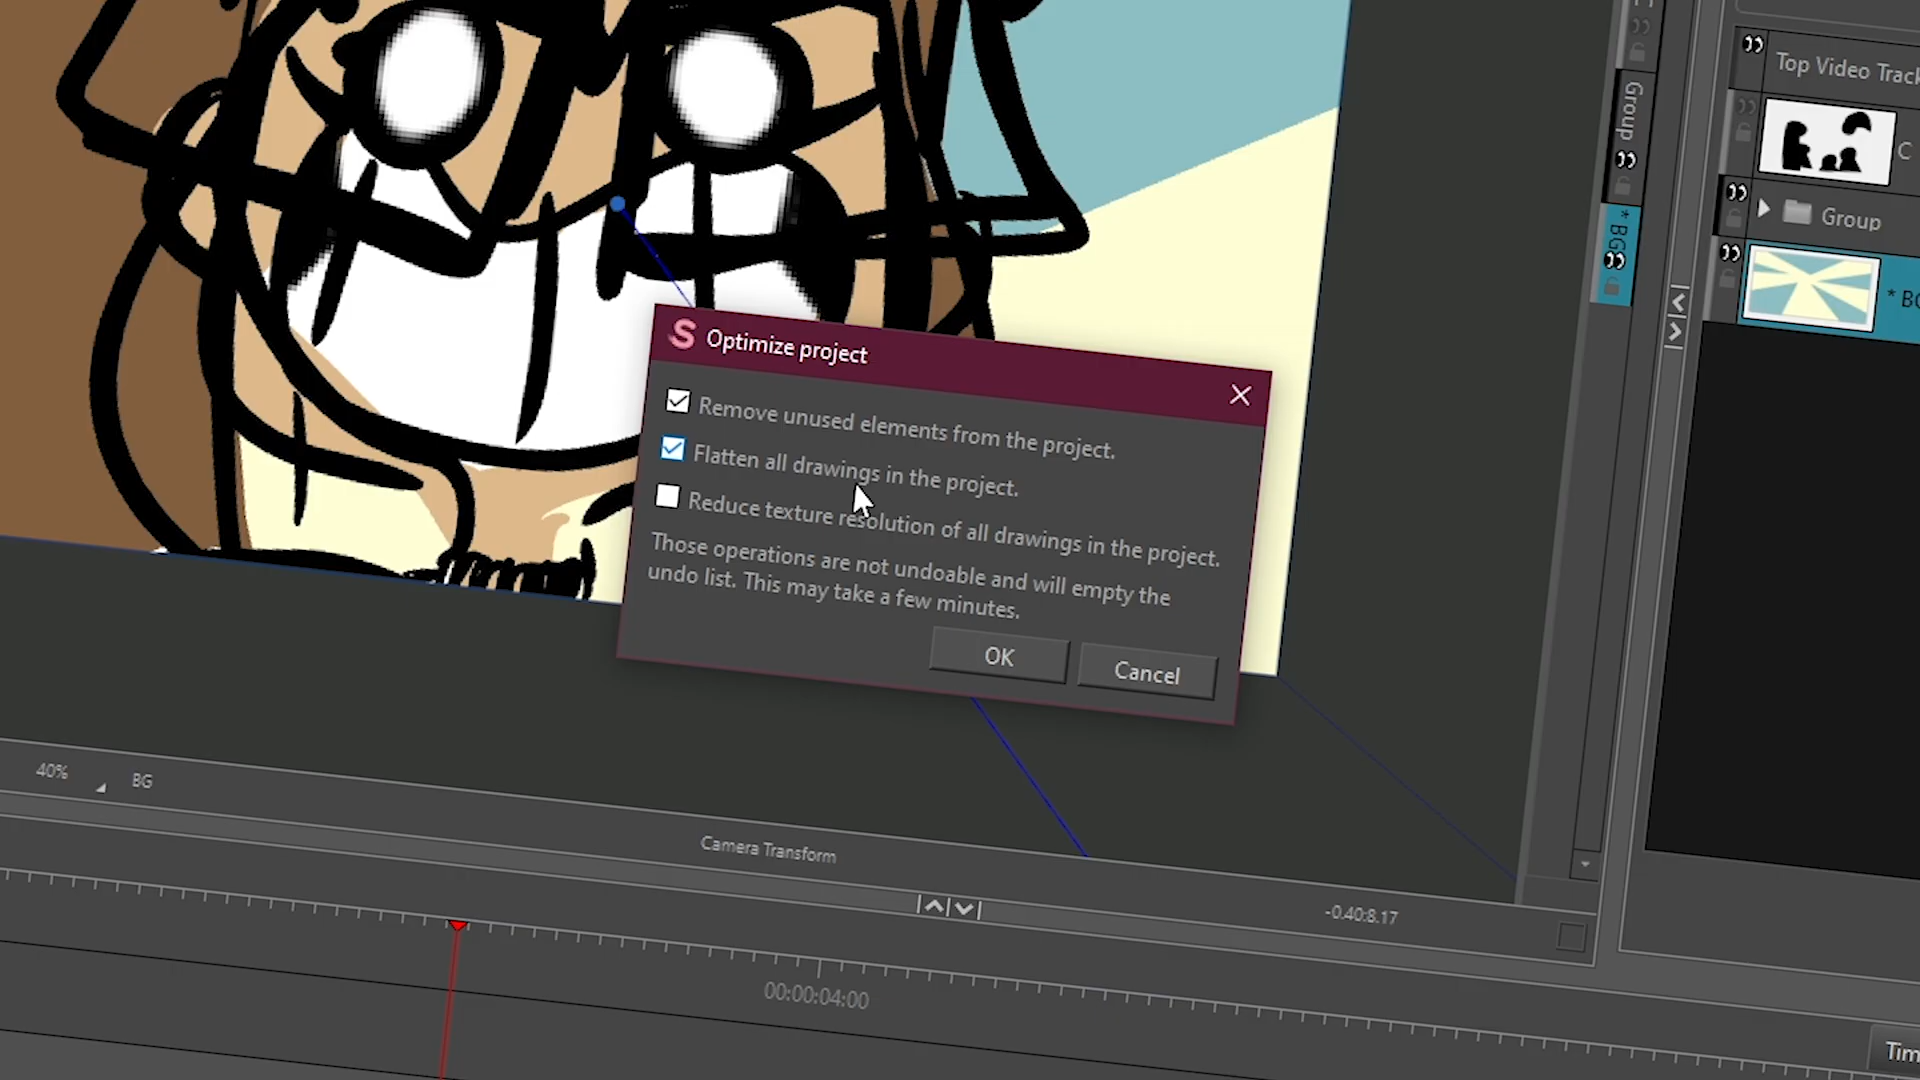 Top Video Track
C
Group
Group
* BG
* BG
Optimize project
Remove unused elements from the project.
Flatten all drawings in the project.
Reduce texture resolution of all drawings in the project.
Those operations are not undoable and will empty the
undo list. This may take a few minutes.
OK
Cancel
40%
BG
Camera Transform
-0.40:8.17
00:00:04:00
Tim